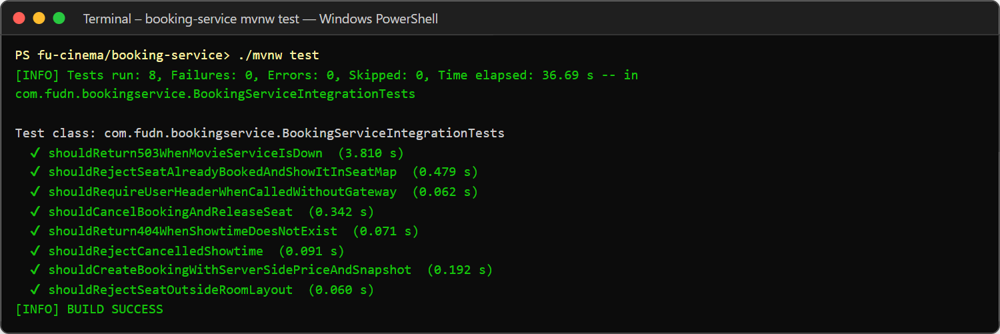 Terminal – booking-service mvnw test — Windows PowerShell
PS fu-cinema/booking-service> ./mvnw test
[INFO] Tests run: 8, Failures: 0, Errors: 0, Skipped: 0, Time elapsed: 36.69 s -- in
com.fudn.bookingservice.BookingServiceIntegrationTests
Test class: com.fudn.bookingservice.BookingServiceIntegrationTests
✔ shouldReturn503WhenMovieServiceIsDown (3.810 s)
✔ shouldRejectSeatAlreadyBookedAndShowItInSeatMap (0.479 s)
✔ shouldRequireUserHeaderWhenCalledWithoutGateway (0.062 s)
✔ shouldCancelBookingAndReleaseSeat (0.342 s)
✔ shouldReturn404WhenShowtimeDoesNotExist (0.071 s)
✔ shouldRejectCancelledShowtime (0.091 s)
✔ shouldCreateBookingWithServerSidePriceAndSnapshot (0.192 s)
✔ shouldRejectSeatOutsideRoomLayout (0.060 s)
[INFO] BUILD SUCCESS